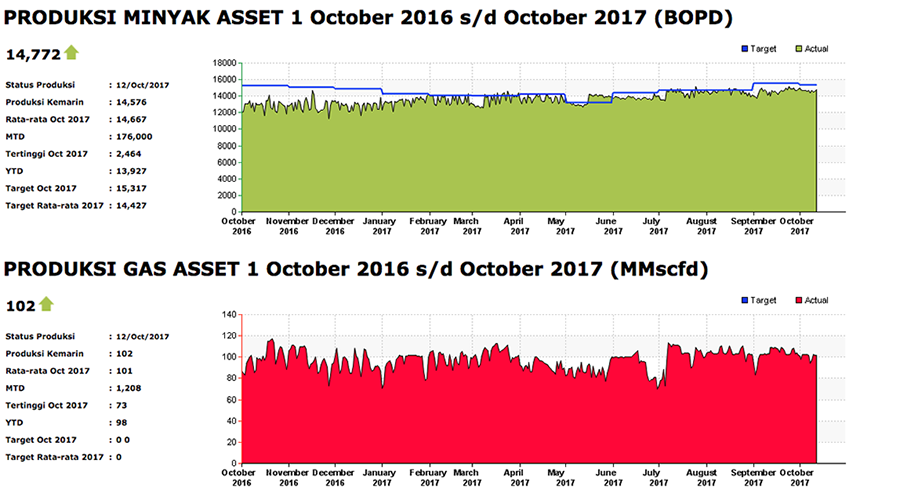 PRODUKSI MINYAK ASSET 1 October 2016 s/d October 2017 (BOPD)
14,772
Target Actual
Status Produksi : 12/Oct/2017
Produksi Kemarin : 14,576
Rata-rata Oct 2017 : 14,667
MTD : 176,000
Tertinggi Oct 2017 : 2,464
YTD : 13,927
Target Oct 2017 : 15,317
Target Rata-rata 2017 : 14,427
18000
16000
14000
12000
10000
8000
6000
4000
2000
0
October November December January February March April May June July August September October
2016 2016 2016 2017 2017 2017 2017 2017 2017 2017 2017 2017 2017
PRODUKSI GAS ASSET 1 October 2016 s/d October 2017 (MMscfd)
102
Target Actual
Status Produksi : 12/Oct/2017
Produksi Kemarin : 102
Rata-rata Oct 2017 : 101
MTD : 1,208
Tertinggi Oct 2017 : 73
YTD : 98
Target Oct 2017 : 0 0
Target Rata-rata 2017 : 0
140
120
100
80
60
40
20
0
October November December January February March April May June July August September October
2016 2016 2016 2017 2017 2017 2017 2017 2017 2017 2017 2017 2017